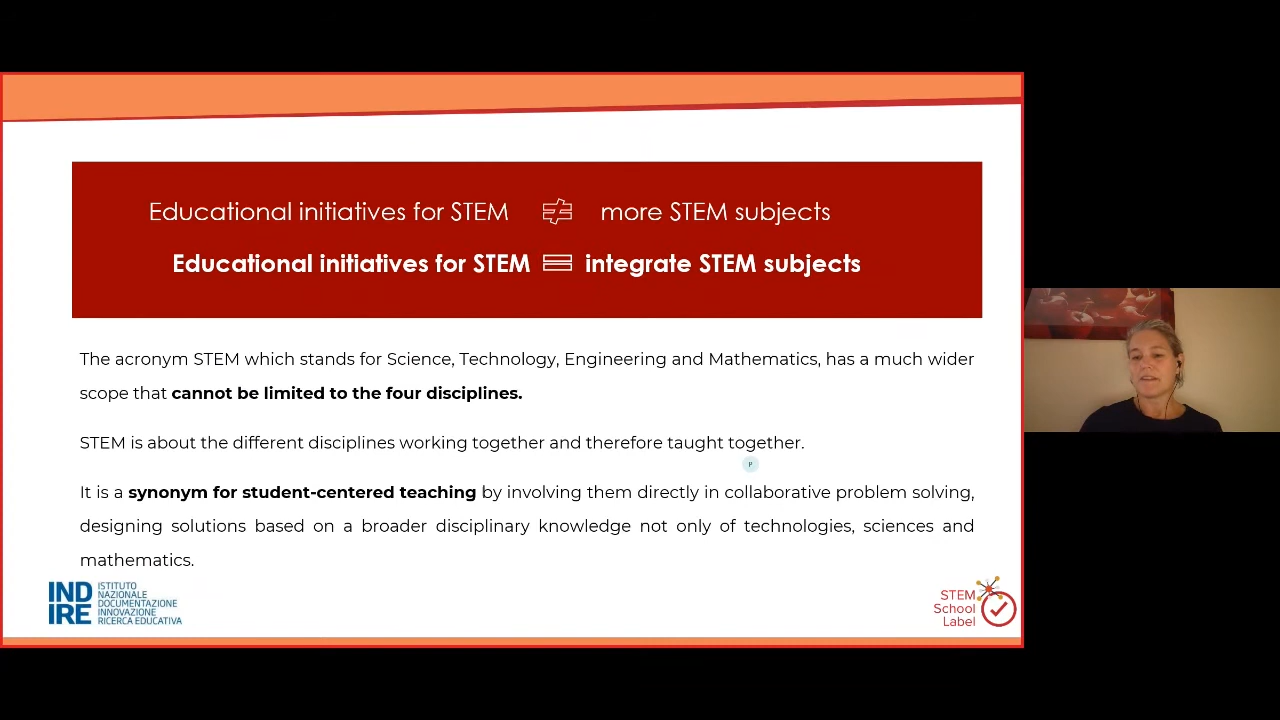 Educational initiatives for STEM ≠ more STEM subjects
Educational initiatives for STEM = integrate STEM subjects
The acronym STEM which stands for Science, Technology, Engineering and Mathematics, has a much wider
scope that cannot be limited to the four disciplines.
STEM is about the different disciplines working together and therefore taught together.
P
It is a synonym for student-centered teaching by involving them directly in collaborative problem solving,
designing solutions based on a broader disciplinary knowledge not only of technologies, sciences and
mathematics.
IND
IRE
ISTITUTO
NAZIONALE
DOCUMENTAZIONE
INNOVAZIONE
RICERCA EDUCATIVA
STEM
School
Label